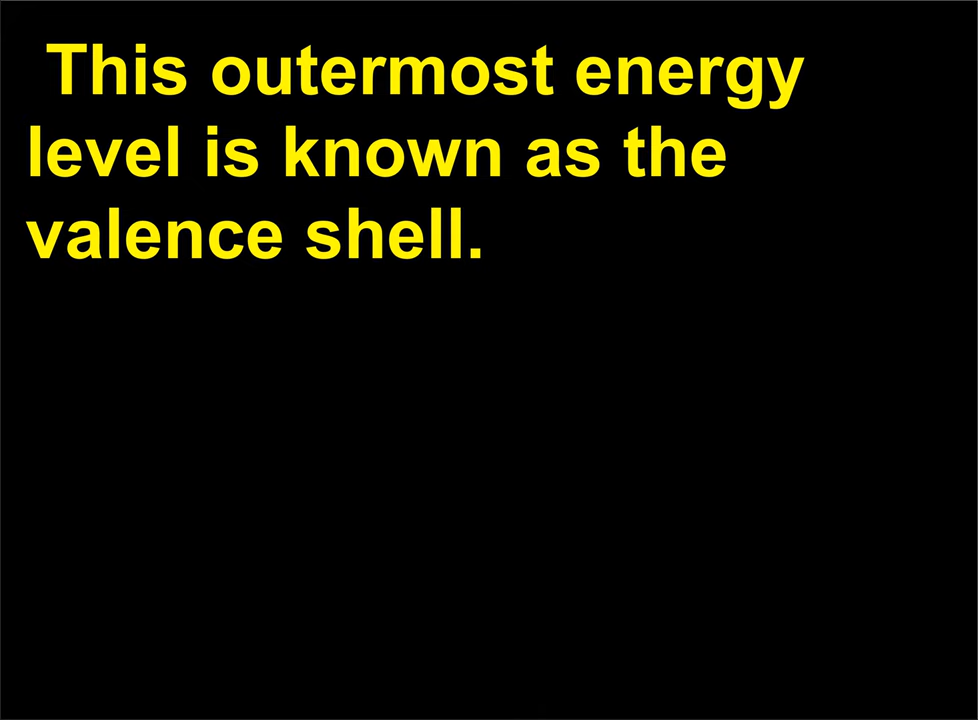 This outermost energy
level is known as the
valence shell.